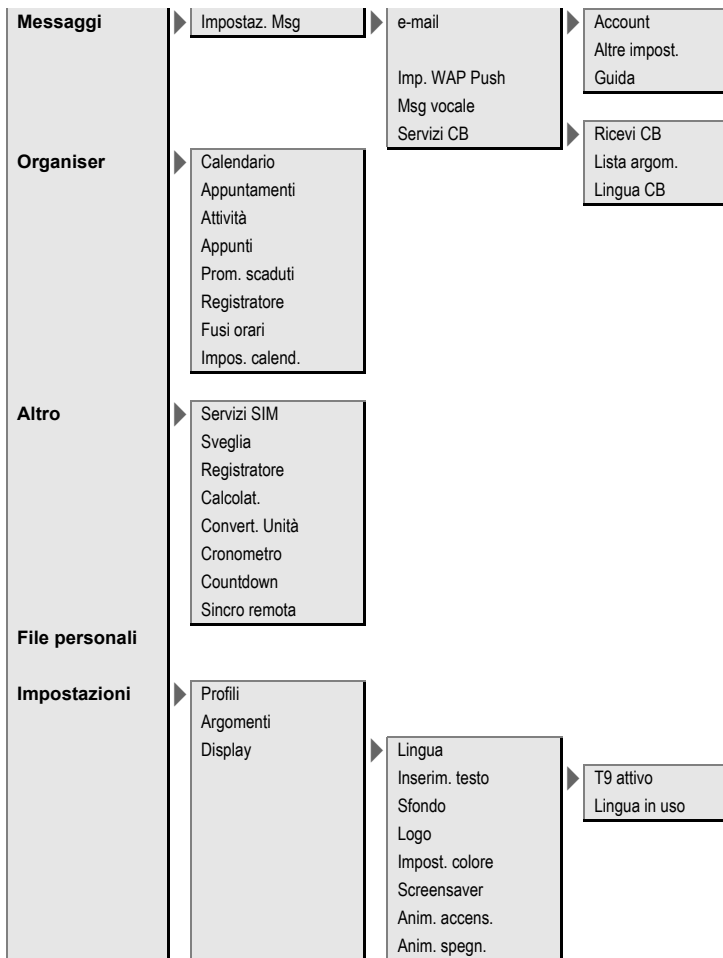 Messaggi Impostaz. Msg e-mail Account
Altre impost.
Imp. WAP Push Guida
Msg vocale
Servizi CB Ricevi CB
Organiser Calendario Lista argom.
Appuntamenti Lingua CB
Attività
Appunti
Prom. scaduti
Registratore
Fusi orari
Impos. calend.
Altro Servizi SIM
Sveglia
Registratore
Calcolat.
Convert. Unità
Cronometro
Countdown
Sincro remota
File personali
Impostazioni Profili
Argomenti
Display Lingua
Inserim. testo T9 attivo
Sfondo Lingua in uso
Logo
Impost. colore
Screensaver
Anim. accens.
Anim. spegn.